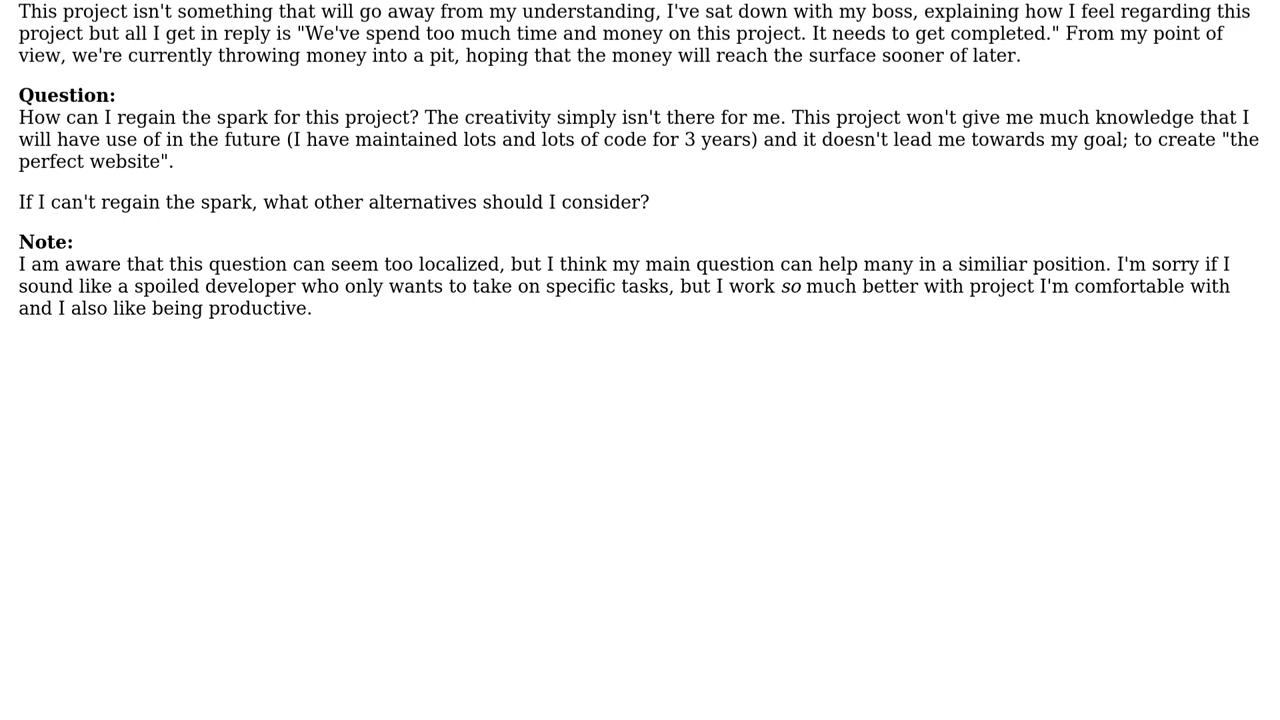 This project isn't something that will go away from my understanding, I've sat down with my boss, explaining how I feel regarding this
project but all I get in reply is "We've spend too much time and money on this project. It needs to get completed." From my point of
view, we're currently throwing money into a pit, hoping that the money will reach the surface sooner of later.
Question:
How can I regain the spark for this project? The creativity simply isn't there for me. This project won't give me much knowledge that I
will have use of in the future (I have maintained lots and lots of code for 3 years) and it doesn't lead me towards my goal; to create "the
perfect website".
If I can't regain the spark, what other alternatives should I consider?
Note:
I am aware that this question can seem too localized, but I think my main question can help many in a similiar position. I'm sorry if I
sound like a spoiled developer who only wants to take on specific tasks, but I work so much better with project I'm comfortable with
and I also like being productive.